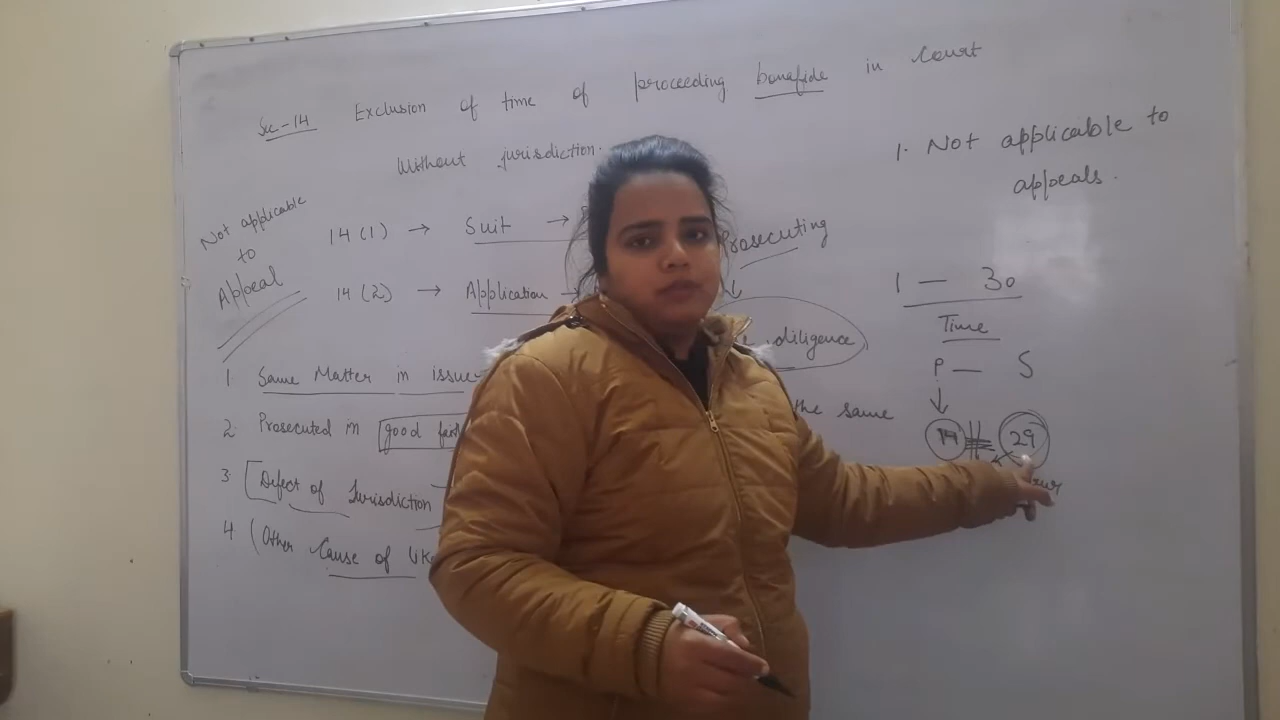 Sec-14 Exclusion of time of proceeding bonafide in Court
Without jurisdiction.
Not applicable to Appeal
14 (1) → Suit →
14 (2) → Application →
Prosecuting
↓
diligence
1 Same Matter in issue
2 Prosecuted in good
3 Defect of Jurisdiction
4 (Other Cause of
the same
1. Not applicable to
appeals.
1 — 30
Time
P — S
↓
14 29